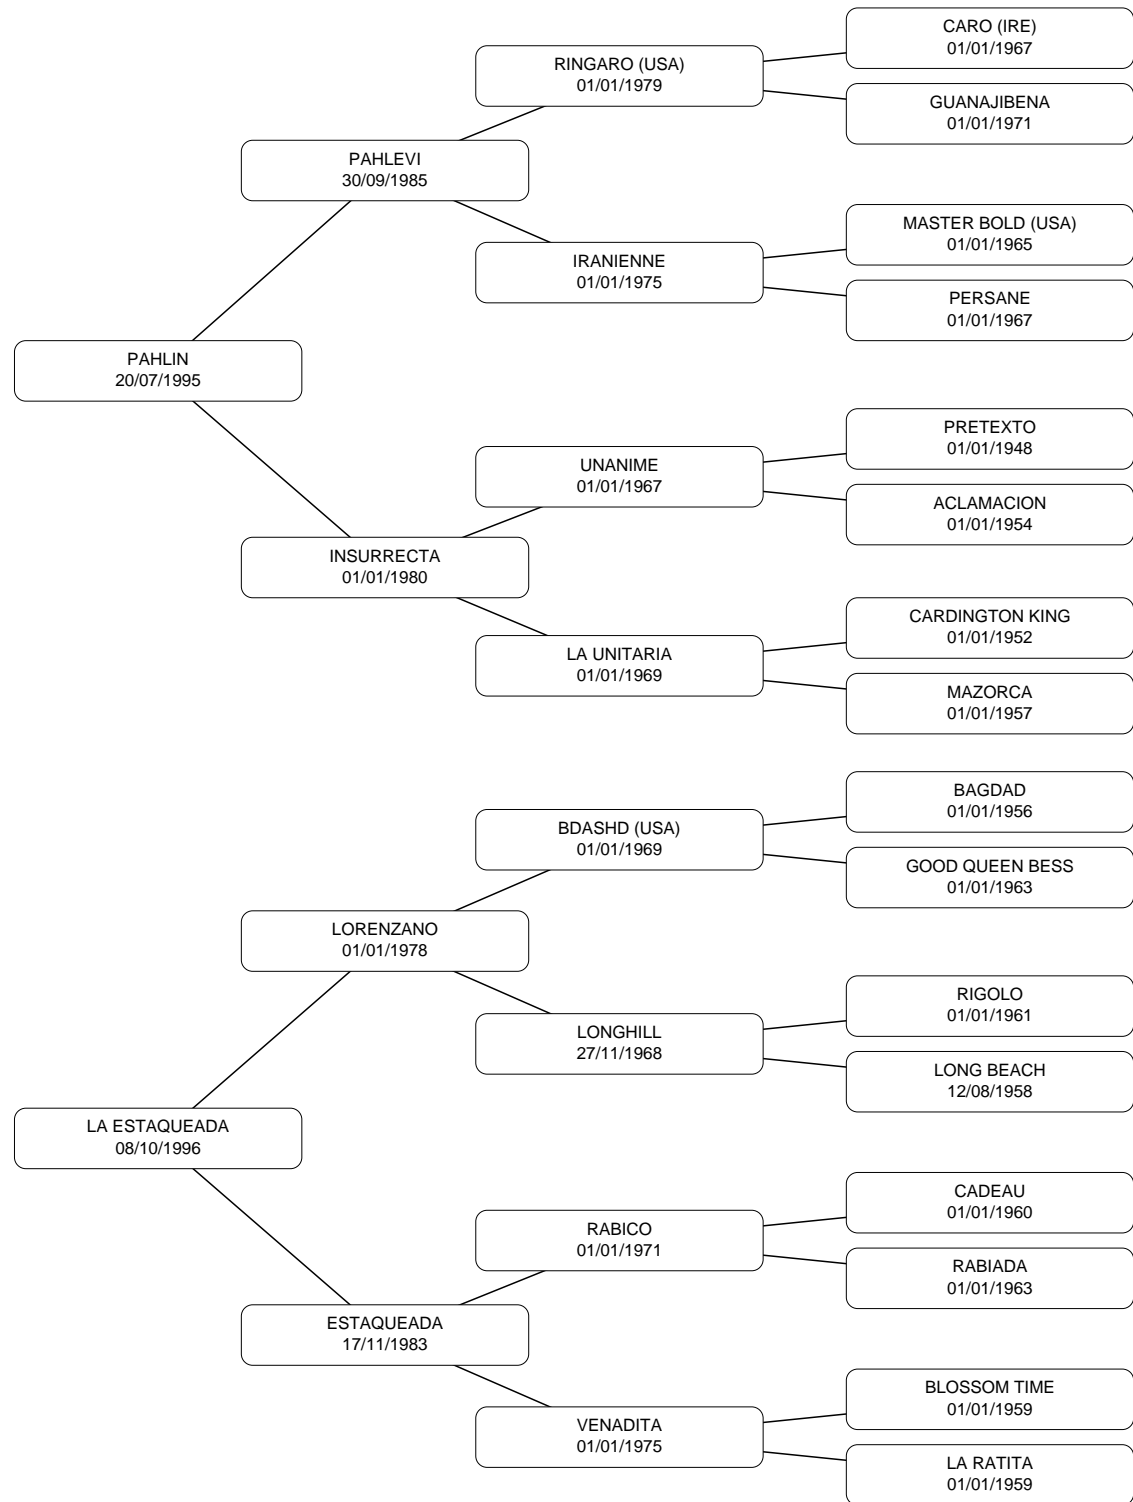 CARO (IRE)
01/01/1967
RINGARO (USA)
01/01/1979
GUANAJIBENA
01/01/1971
PAHLEVI
30/09/1985
MASTER BOLD (USA)
01/01/1965
IRANIENNE
01/01/1975
PERSANE
01/01/1967
PAHLIN
20/07/1995
PRETEXTO
01/01/1948
UNANIME
01/01/1967
ACLAMACION
01/01/1954
INSURRECTA
01/01/1980
CARDINGTON KING
01/01/1952
LA UNITARIA
01/01/1969
MAZORCA
01/01/1957
BAGDAD
01/01/1956
BDASHD (USA)
01/01/1969
GOOD QUEEN BESS
01/01/1963
LORENZANO
01/01/1978
RIGOLO
01/01/1961
LONGHILL
27/11/1968
LONG BEACH
12/08/1958
LA ESTAQUEADA
08/10/1996
CADEAU
01/01/1960
RABICO
01/01/1971
RABIADA
01/01/1963
ESTAQUEADA
17/11/1983
BLOSSOM TIME
01/01/1959
VENADITA
01/01/1975
LA RATITA
01/01/1959